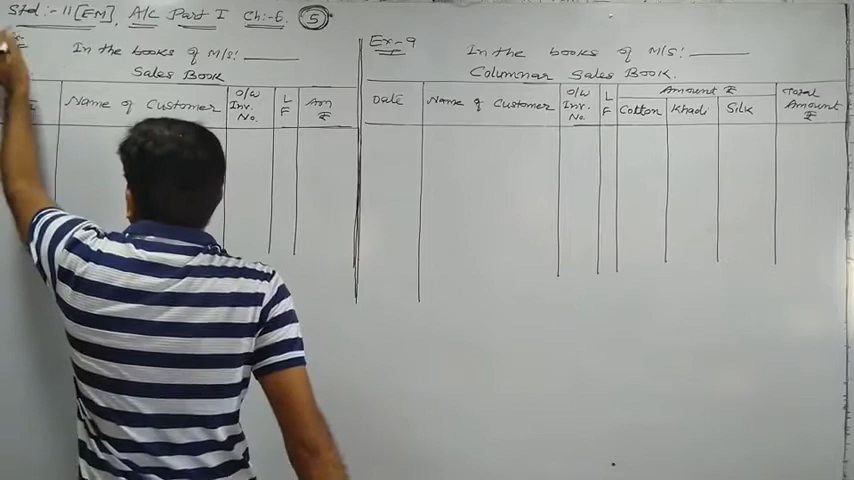 Std :- 11 [EM]. A/C Part I Ch:-6. 5
In the books of M/S:
Sales Book
Name of Customer O/W Inv. No. L F Am ₹
Ex-9 In the books of M/S:
Columnar Sales Book.
Date Name of Customer O/W Inv. No. L F Amount ₹ Total Amount ₹
Cotton Khadi Silk